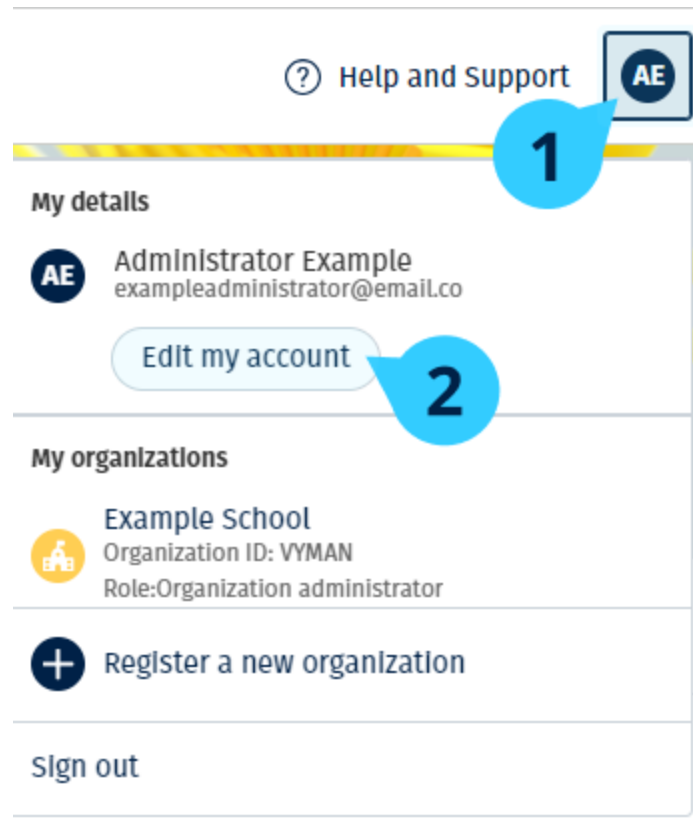 ? Help and Support AE
1
My details
AE Administrator Example
exampleadministrator@email.co
Edit my account
2
My organizations
Example School
Organization ID: VYMAN
Role:Organization administrator
Register a new organization
Sign out